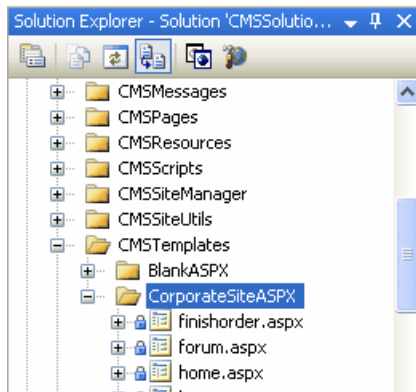 Solution Explorer - Solution 'CMSSolutio...
CMSMessages
CMSPages
CMSResources
CMSScripts
CMSSiteManager
CMSSiteUtils
CMSTemplates
BlankASPX
CorporateSiteASPX
finishorder.aspx
forum.aspx
home.aspx